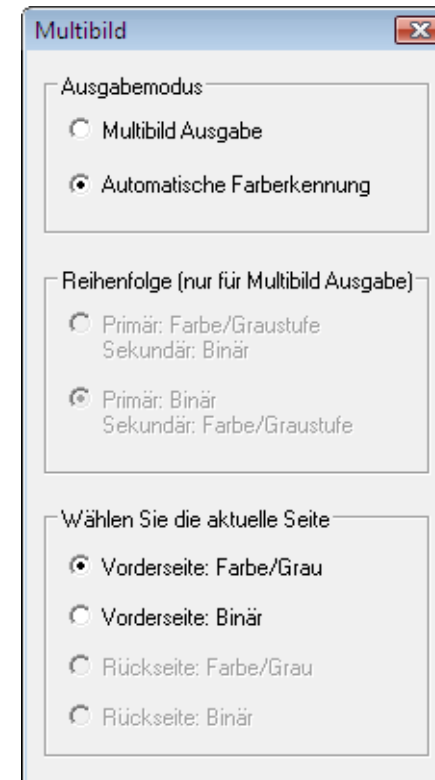 Multibild
Ausgabemodus
Multibild Ausgabe
Automatische Farberkennung
Reihenfolge (nur für Multibild Ausgabe)
Primär: Farbe/Graustufe
Sekundär: Binär
Primär: Binär
Sekundär: Farbe/Graustufe
Wählen Sie die aktuelle Seite
Vorderseite: Farbe/Grau
Vorderseite: Binär
Rückseite: Farbe/Grau
Rückseite: Binär